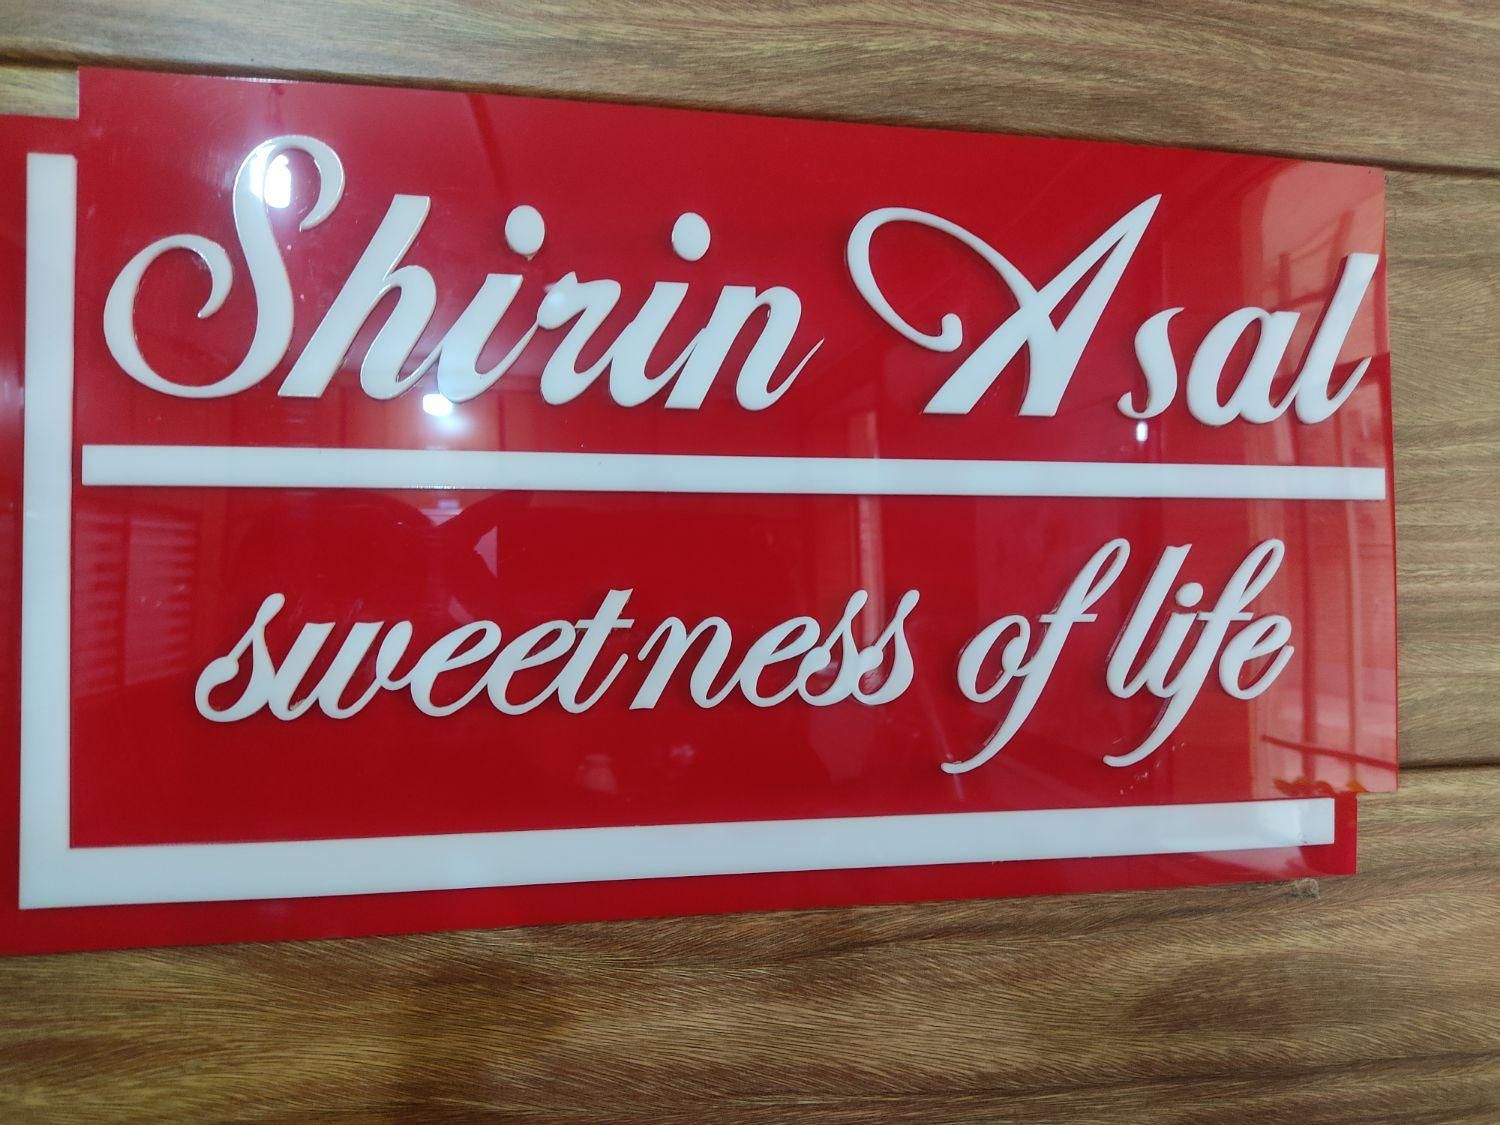 Shirin Asal
sweetness of life